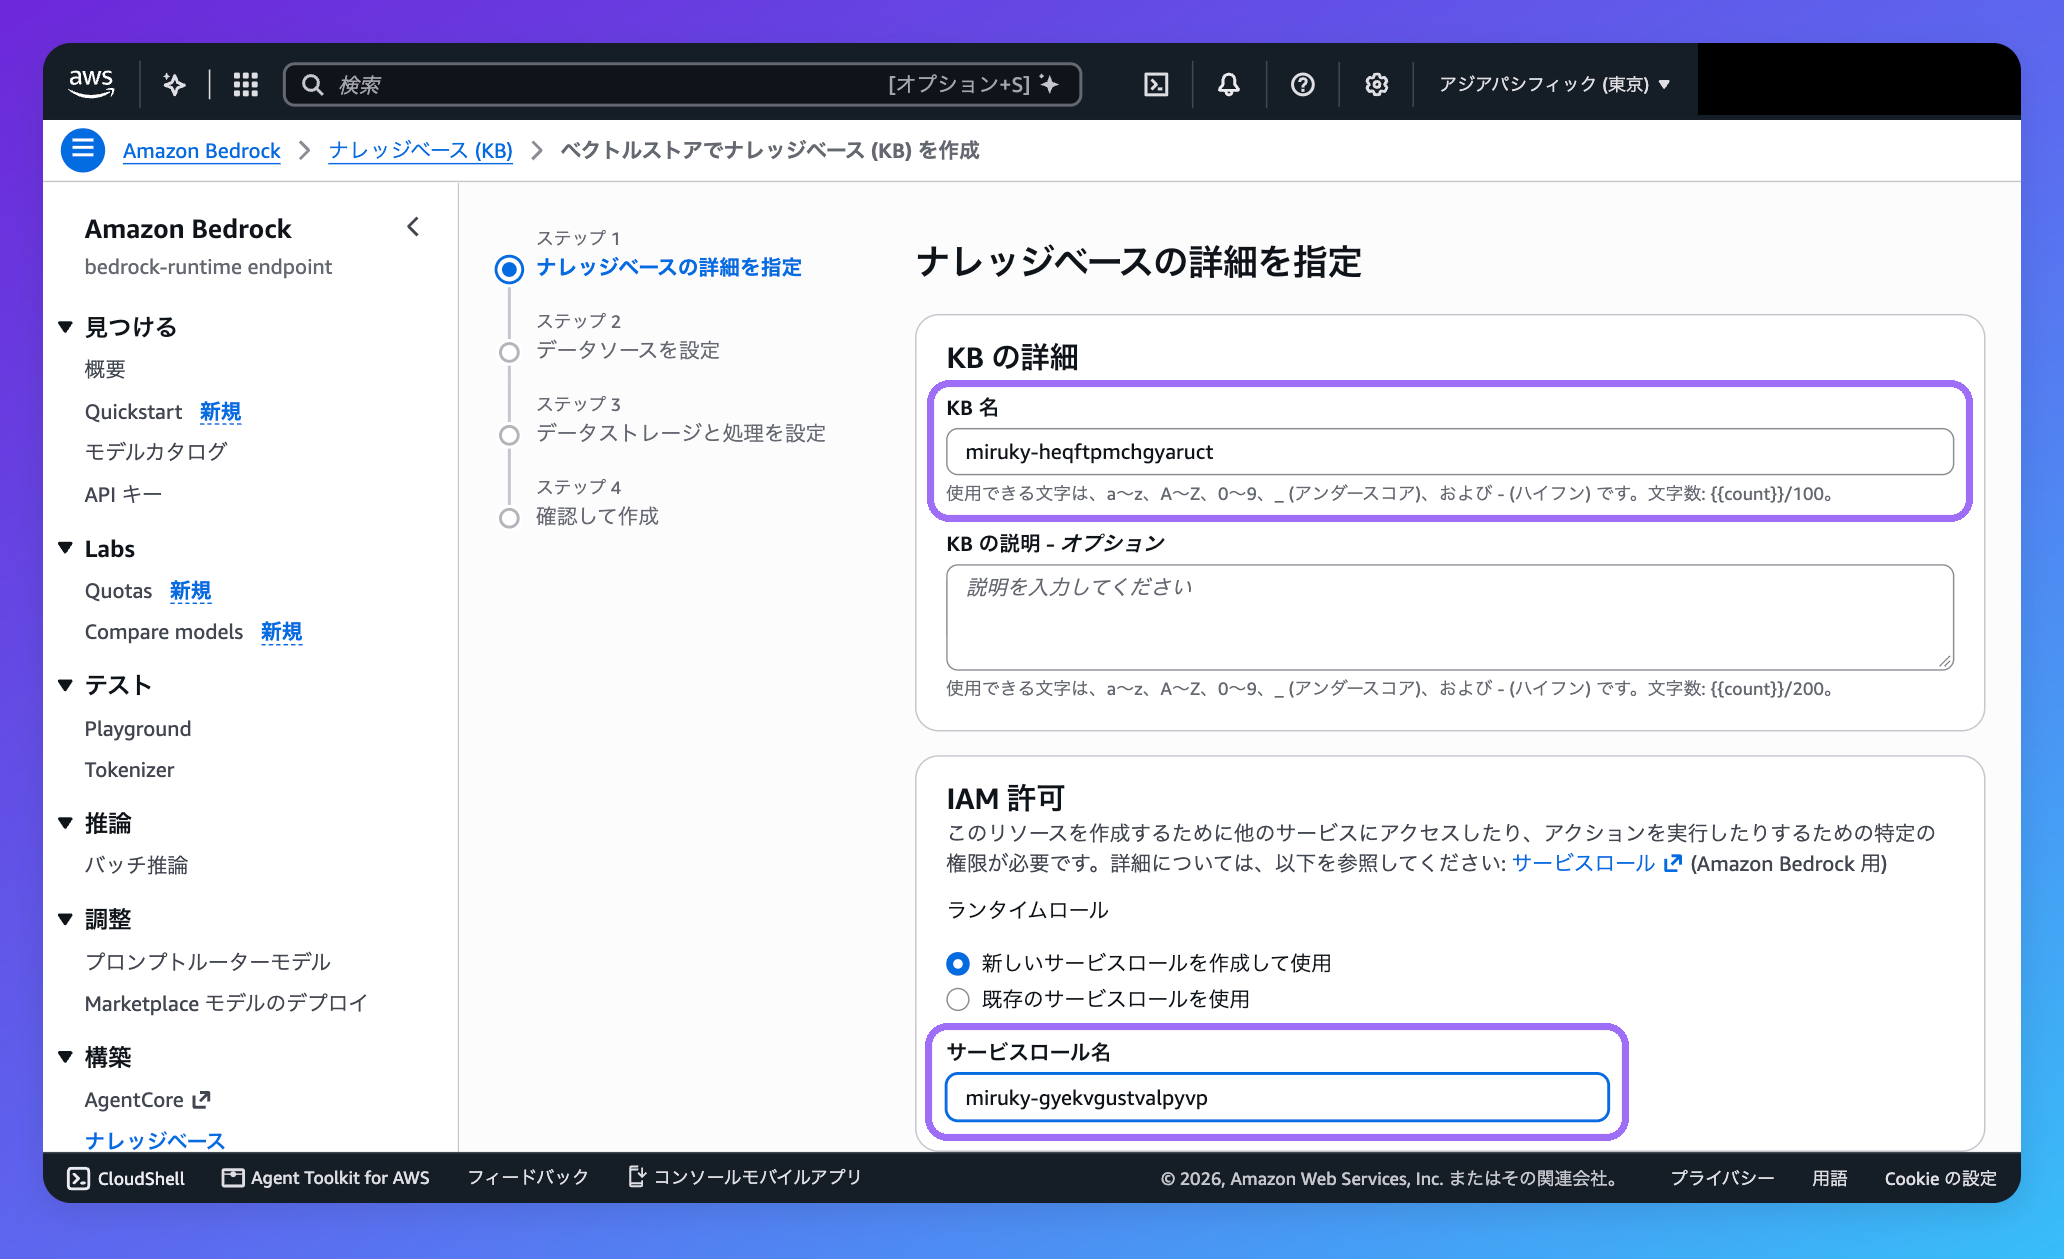 aws
検索
[オプション+S]
アジアパシフィック (東京) ▼
Amazon Bedrock
ナレッジベース (KB)
ベクトルストアでナレッジベース (KB) を作成
Amazon Bedrock
bedrock-runtime endpoint
見つける
概要
Quickstart 新規
モデルカタログ
API キー
Labs
Quotas 新規
Compare models 新規
テスト
Playground
Tokenizer
推論
バッチ推論
調整
プロンプトルーターモデル
Marketplace モデルのデプロイ
構築
AgentCore
ナレッジベース
ステップ 1
ナレッジベースの詳細を指定
ステップ 2
データソースを設定
ステップ 3
データストレージと処理を設定
ステップ 4
確認して作成
ナレッジベースの詳細を指定
KB の詳細
KB 名
miruky-heqftpmchgyaruct
使用できる文字は、a〜z、A〜Z、0〜9、_ (アンダースコア)、および - (ハイフン) です。文字数: {{count}}/100。
KB の説明 - オプション
説明を入力してください
使用できる文字は、a〜z、A〜Z、0〜9、_ (アンダースコア)、および - (ハイフン) です。文字数: {{count}}/200。
IAM 許可
このリソースを作成するために他のサービスにアクセスしたり、アクションを実行したりするための特定の
権限が必要です。詳細については、以下を参照してください: サービスロール (Amazon Bedrock 用)
ランタイムロール
新しいサービスロールを作成して使用
既存のサービスロールを使用
サービスロール名
miruky-gyekvgustvalpyvp
CloudShell
Agent Toolkit for AWS
フィードバック
コンソールモバイルアプリ
© 2026, Amazon Web Services, Inc. またはその関連会社。
プライバシー
用語
Cookie の設定